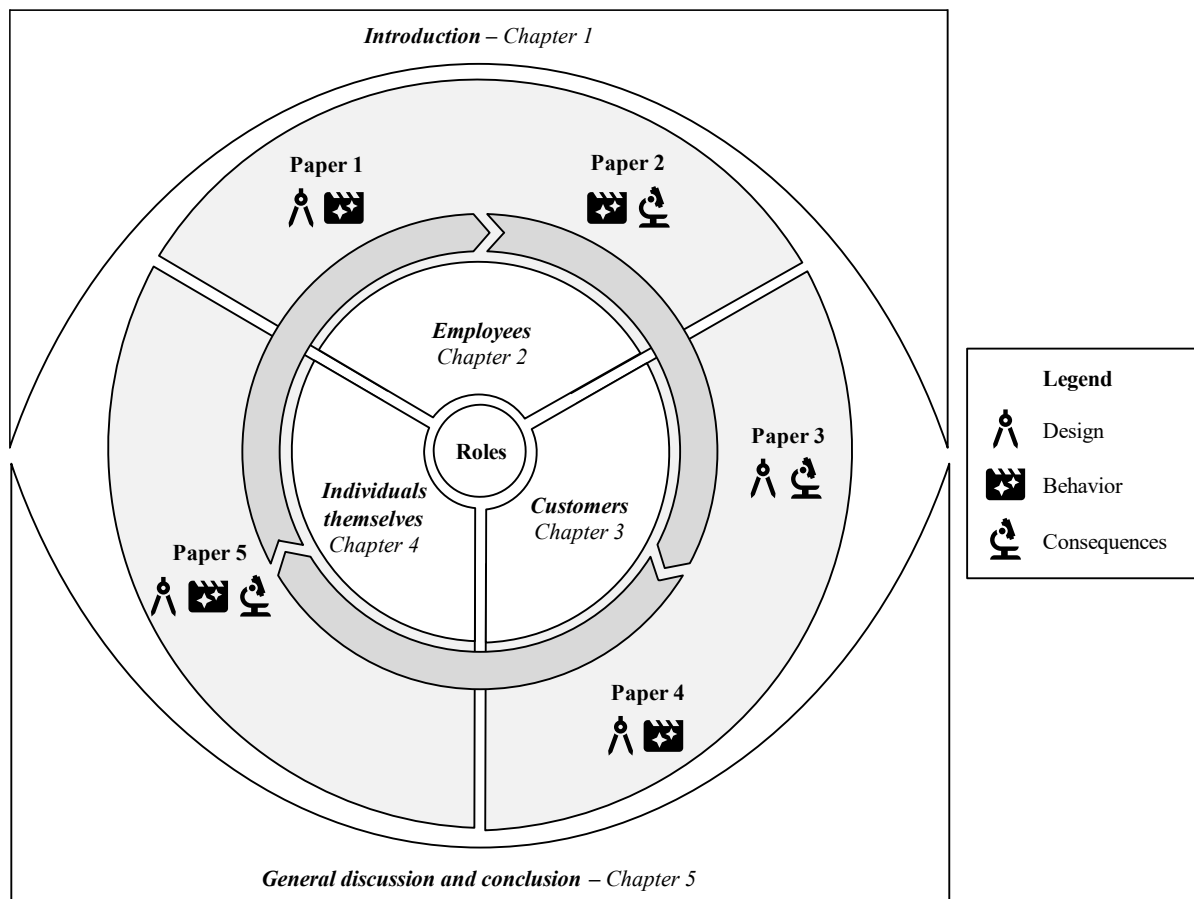 Introduction – Chapter 1
Paper 1
Paper 2
Employees
Chapter 2
Roles
Paper 3
Individuals
themselves
Chapter 4
Customers
Chapter 3
Paper 5
Paper 4
General discussion and conclusion – Chapter 5
Legend
Design
Behavior
Consequences